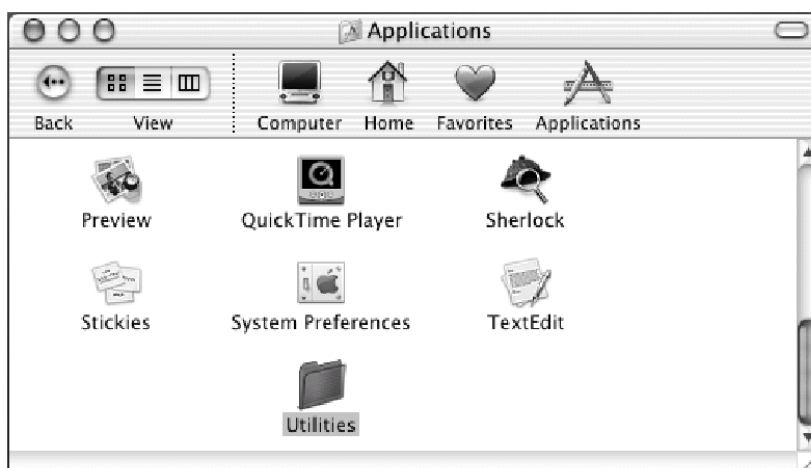 Applications
Back View Computer Home Favorites Applications
Preview QuickTime Player Sherlock
Stickies System Preferences TextEdit
Utilities